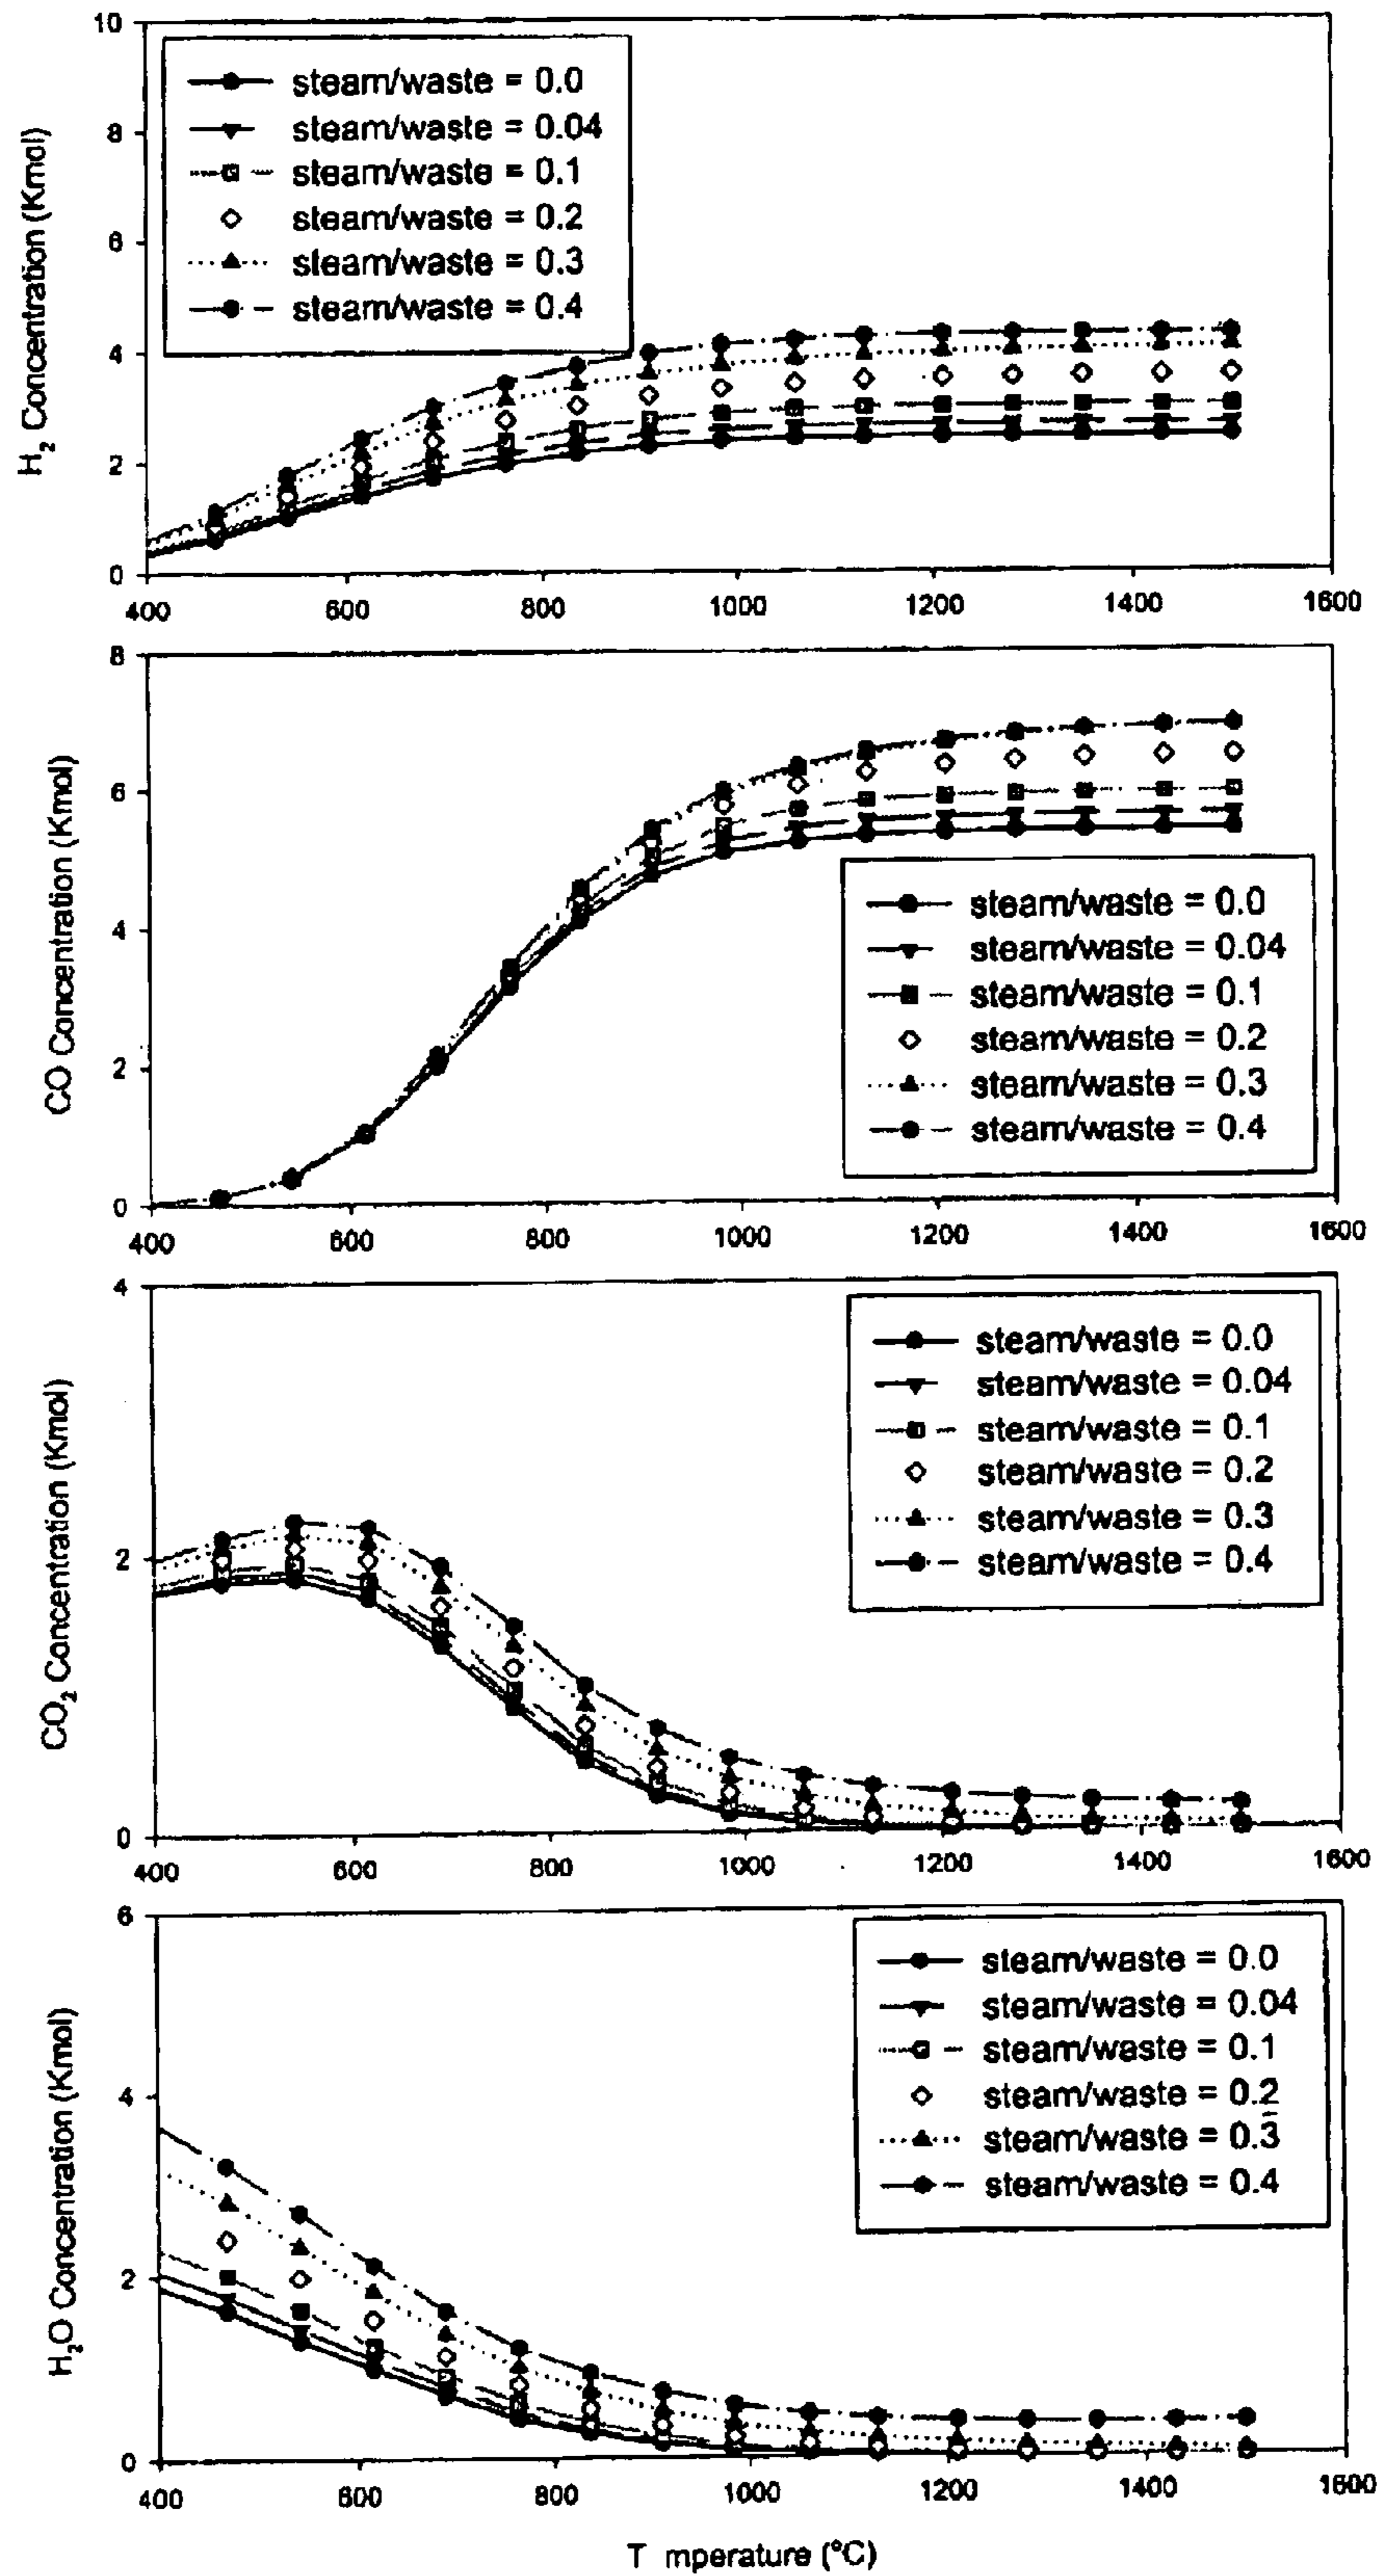 10
8
6
4
2
0
H₂ Concentration (Kmol)
steam/waste = 0.0
steam/waste = 0.04
steam/waste = 0.1
steam/waste = 0.2
steam/waste = 0.3
steam/waste = 0.4
400 600 800 1000 1200 1400 1600
8
6
4
2
0
CO Concentration (Kmol)
steam/waste = 0.0
steam/waste = 0.04
steam/waste = 0.1
steam/waste = 0.2
steam/waste = 0.3
steam/waste = 0.4
400 600 800 1000 1200 1400 1600
4
2
0
CO₂ Concentration (Kmol)
steam/waste = 0.0
steam/waste = 0.04
steam/waste = 0.1
steam/waste = 0.2
steam/waste = 0.3
steam/waste = 0.4
400 600 800 1000 1200 1400 1600
6
4
2
0
H₂O Concentration (Kmol)
steam/waste = 0.0
steam/waste = 0.04
steam/waste = 0.1
steam/waste = 0.2
steam/waste = 0.3
steam/waste = 0.4
400 600 800 1000 1200 1400 1600
T mperature (°C)